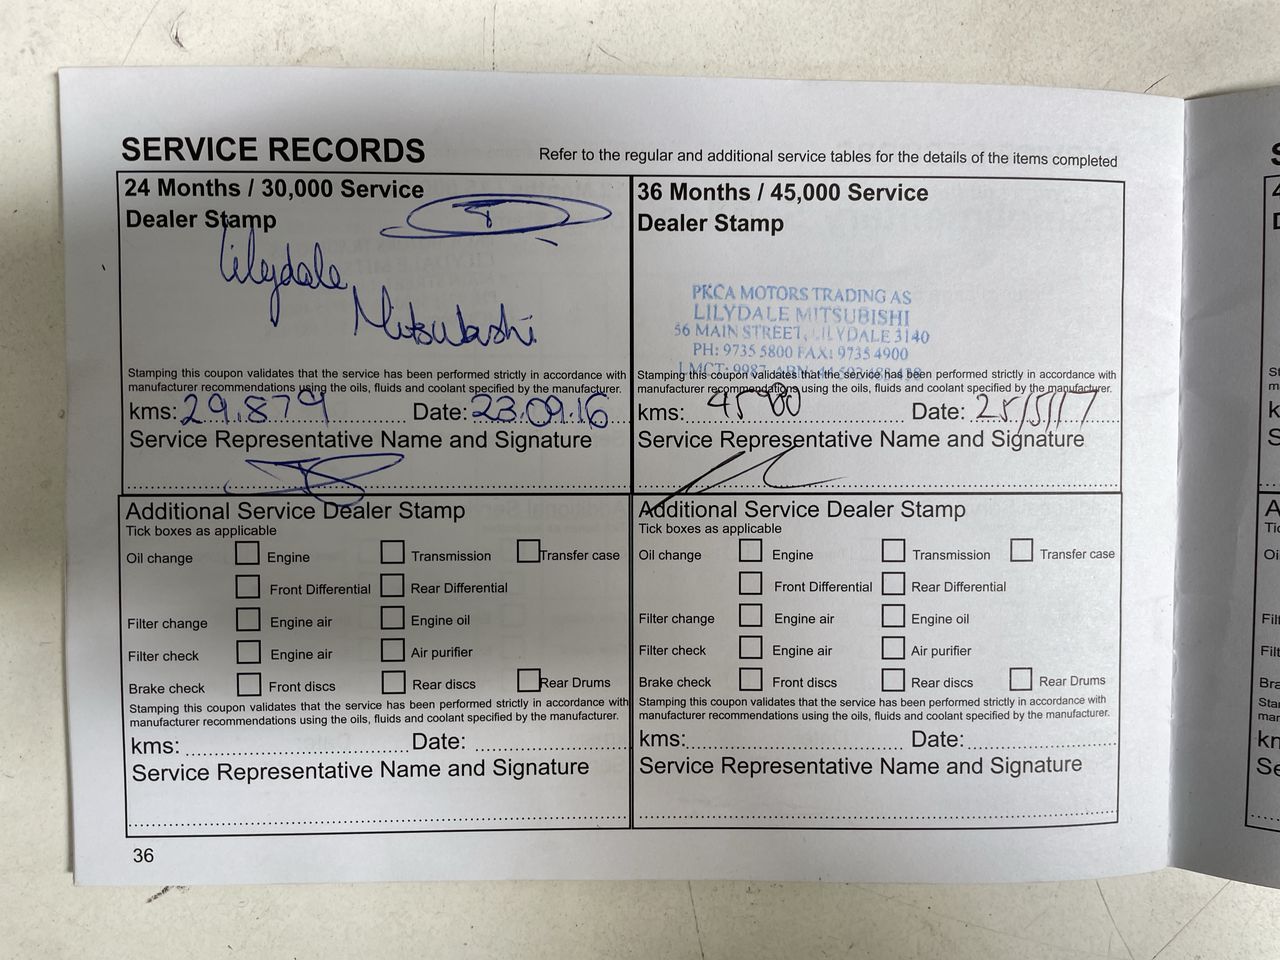 SERVICE RECORDS
Refer to the regular and additional service tables for the details of the items completed
24 Months / 30,000 Service
Dealer Stamp
Lilydale
Mitsubishi
Stamping this coupon validates that the service has been performed strictly in accordance with
manufacturer recommendations using the oils, fluids and coolant specified by the manufacturer.
kms: 29.879 Date: 23.09.16
Service Representative Name and Signature
Additional Service Dealer Stamp
Tick boxes as applicable
Oil change Engine Transmission Transfer case
Front Differential Rear Differential
Filter change Engine air Engine oil
Filter check Engine air Air purifier
Brake check Front discs Rear discs Rear Drums
Stamping this coupon validates that the service has been performed strictly in accordance with
manufacturer recommendations using the oils, fluids and coolant specified by the manufacturer.
kms: Date:
Service Representative Name and Signature
36 Months / 45,000 Service
Dealer Stamp
PKCA MOTORS TRADING AS
LILYDALE MITSUBISHI
56 MAIN STREET, LILYDALE 3140
PH: 9735 5800 FAX: 9735 4900
LMCT: 9987 ABN:
Stamping this coupon validates that the service has been performed strictly in accordance with
manufacturer recommendations using the oils, fluids and coolant specified by the manufacturer.
kms: Date: 25/5/17
Service Representative Name and Signature
Additional Service Dealer Stamp
Tick boxes as applicable
Oil change Engine Transmission Transfer case
Front Differential Rear Differential
Filter change Engine air Engine oil
Filter check Engine air Air purifier
Brake check Front discs Rear discs Rear Drums
Stamping this coupon validates that the service has been performed strictly in accordance with
manufacturer recommendations using the oils, fluids and coolant specified by the manufacturer.
kms: Date:
Service Representative Name and Signature
36